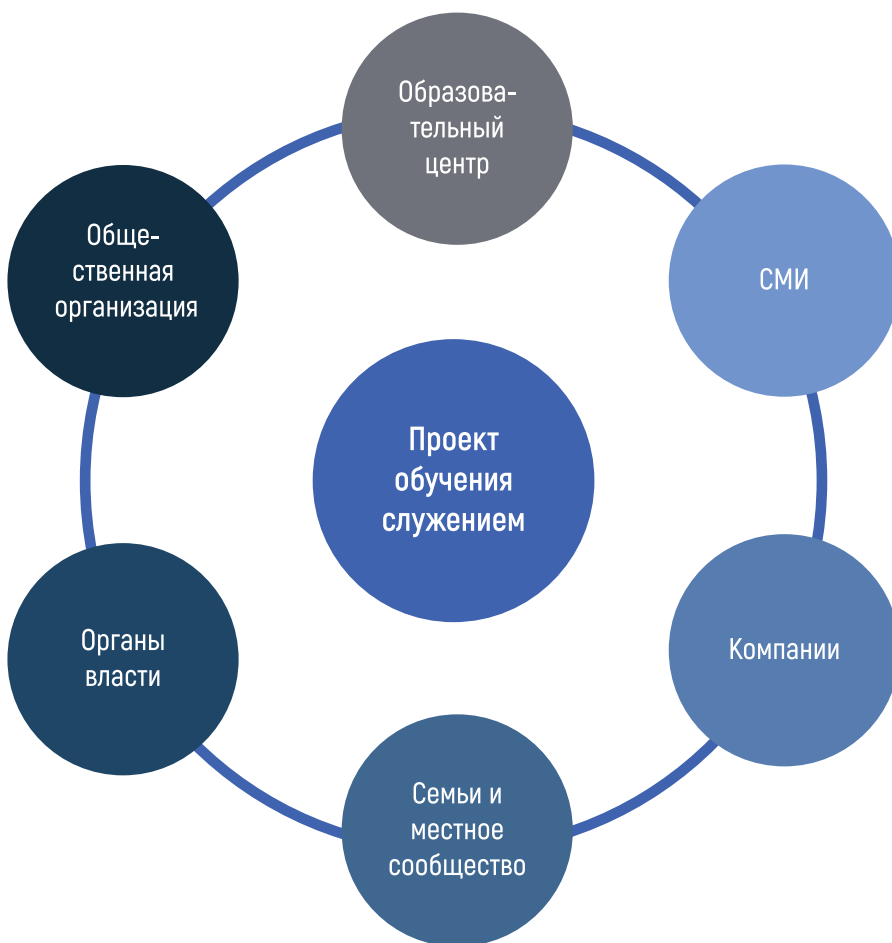 Образова-
тельный
центр
Обще-
ственная
организация
СМИ
Проект
обучения
служением
Органы
власти
Компании
Семьи и
местное
сообщество